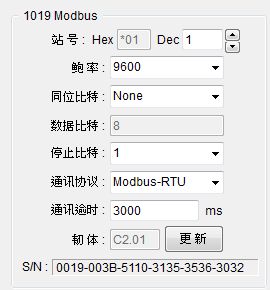 1019 Modbus
站号: Hex *01 Dec 1
鲍率: 9600
同位比特: None
数据比特: 8
停止比特: 1
通讯协议: Modbus-RTU
通讯逾时: 3000 ms
韧体: C2.01 更新
S/N: 0019-003B-5110-3135-3536-3032